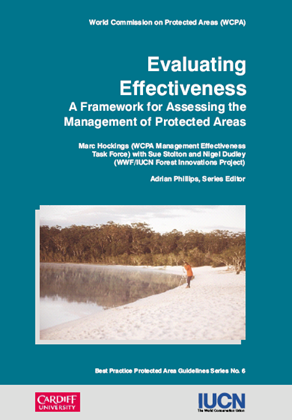 World Commission on Protected Areas (WCPA)
Evaluating
Effectiveness
A Framework for Assessing the
Management of Protected Areas
Marc Hockings (WCPA Management Effectiveness
Task Force) with Sue Stolton and Nigel Dudley
(WWF/IUCN Forest Innovations Project)
Adrian Phillips, Series Editor
Best Practice Protected Area Guidelines Series No. 6
CARDIFF
UNIVERSITY
IUCN
The World Conservation Union